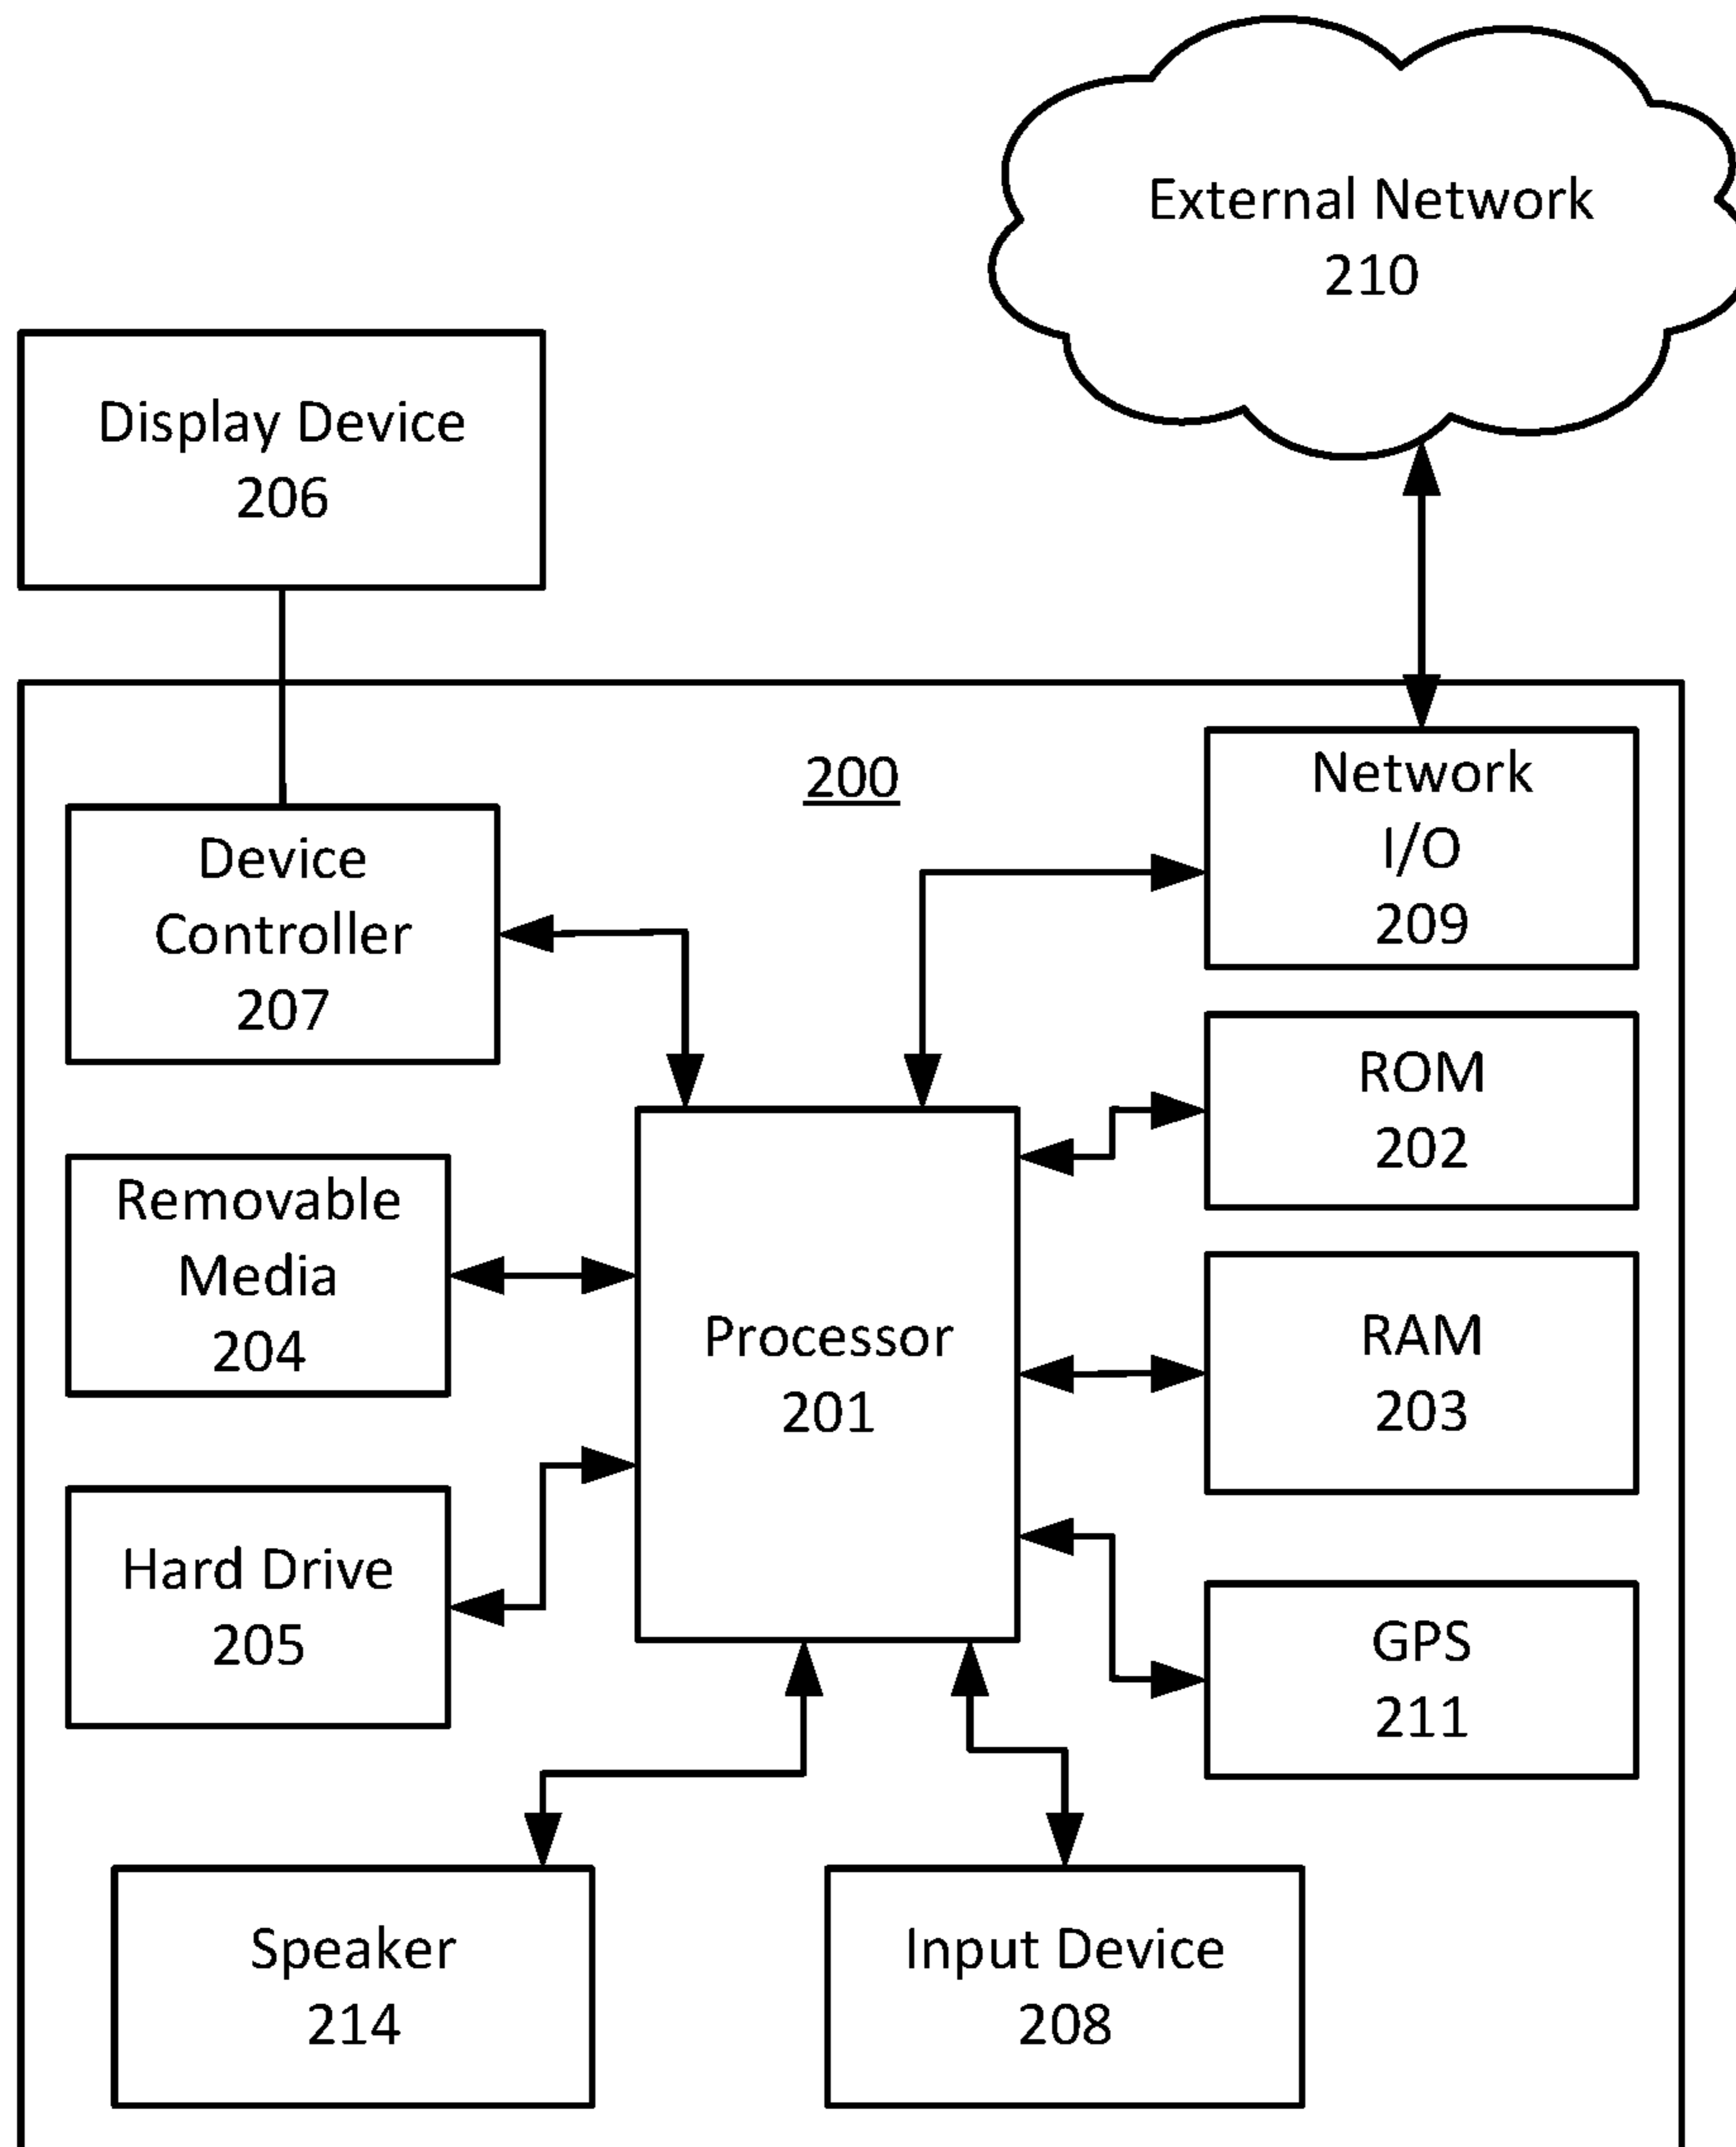 External Network
210
Display Device
206
200
Network
I/O
209
Device
Controller
207
ROM
202
Removable
Media
204
Processor
201
RAM
203
Hard Drive
205
GPS
211
Speaker
214
Input Device
208